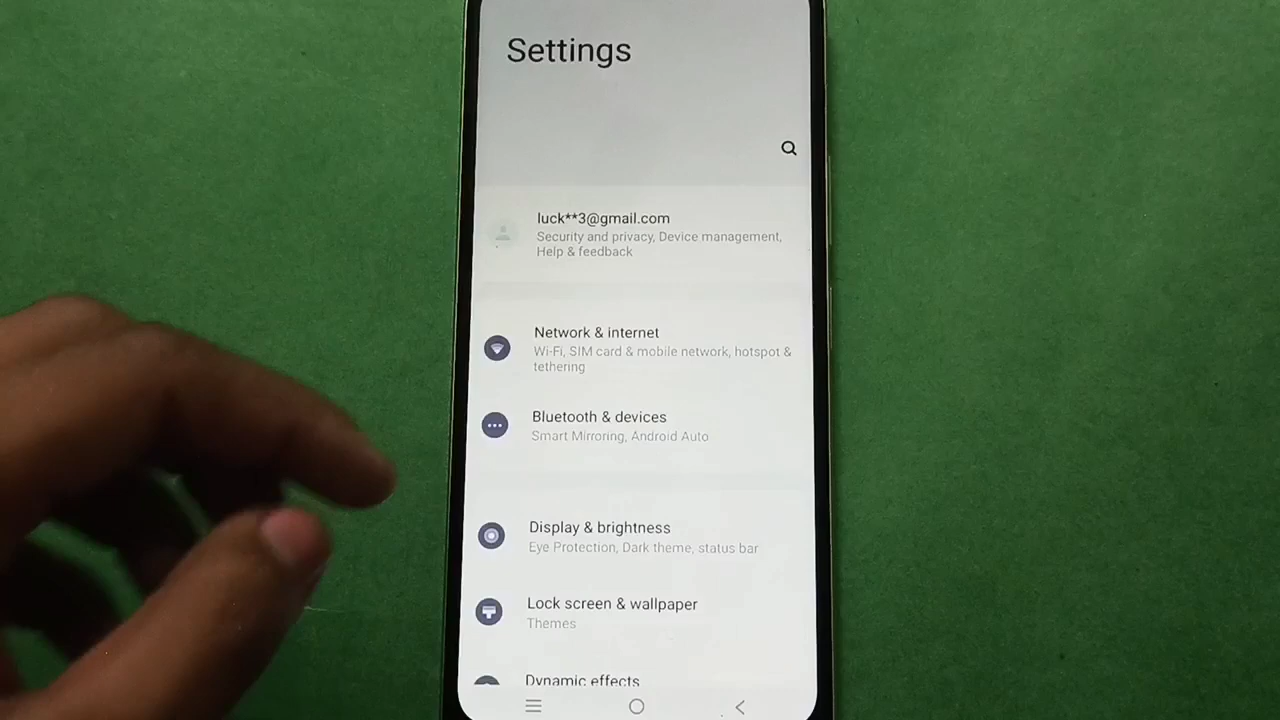 Settings
luck**3@gmail.com
Security and privacy, Device management,
Help & feedback
Network & internet
Wi-Fi, SIM card & mobile network, hotspot &
tethering
Bluetooth & devices
Smart Mirroring, Android Auto
Display & brightness
Eye Protection, Dark theme, status bar
Lock screen & wallpaper
Themes
Dynamic effects